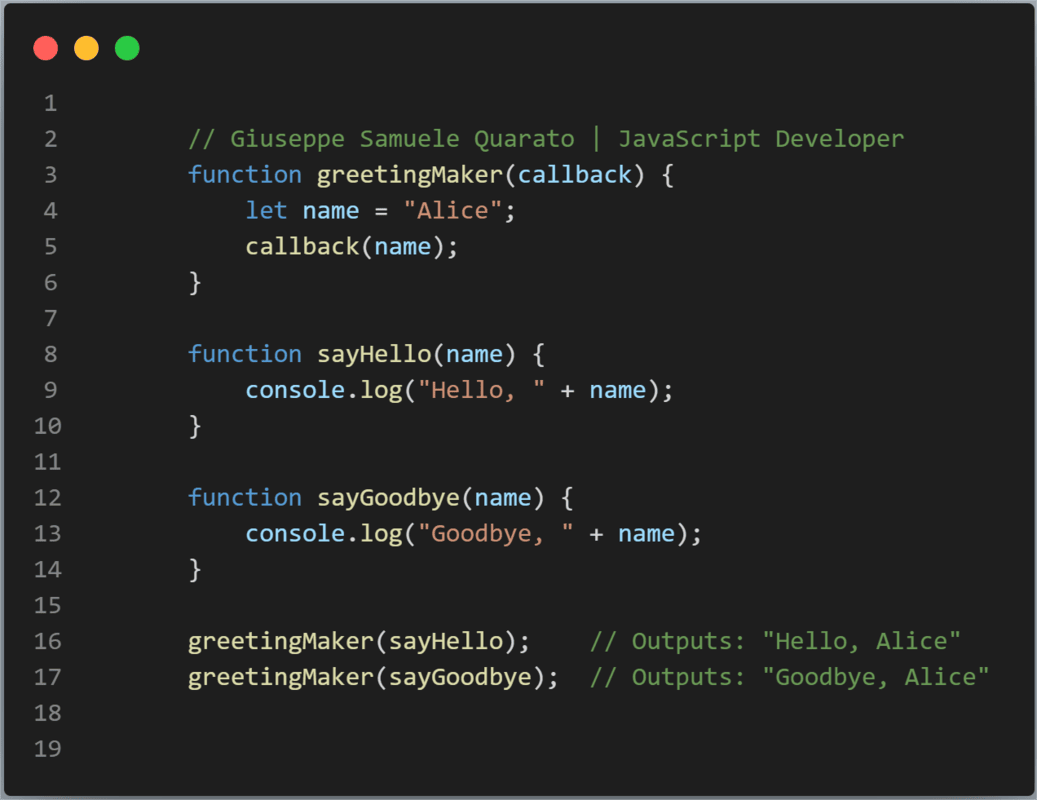 1
2 // Giuseppe Samuele Quarato | JavaScript Developer
3 function greetingMaker(callback) {
4     let name = "Alice";
5     callback(name);
6 }
7
8 function sayHello(name) {
9     console.log("Hello, " + name);
10 }
11
12 function sayGoodbye(name) {
13     console.log("Goodbye, " + name);
14 }
15
16 greetingMaker(sayHello);    // Outputs: "Hello, Alice"
17 greetingMaker(sayGoodbye);  // Outputs: "Goodbye, Alice"
18
19